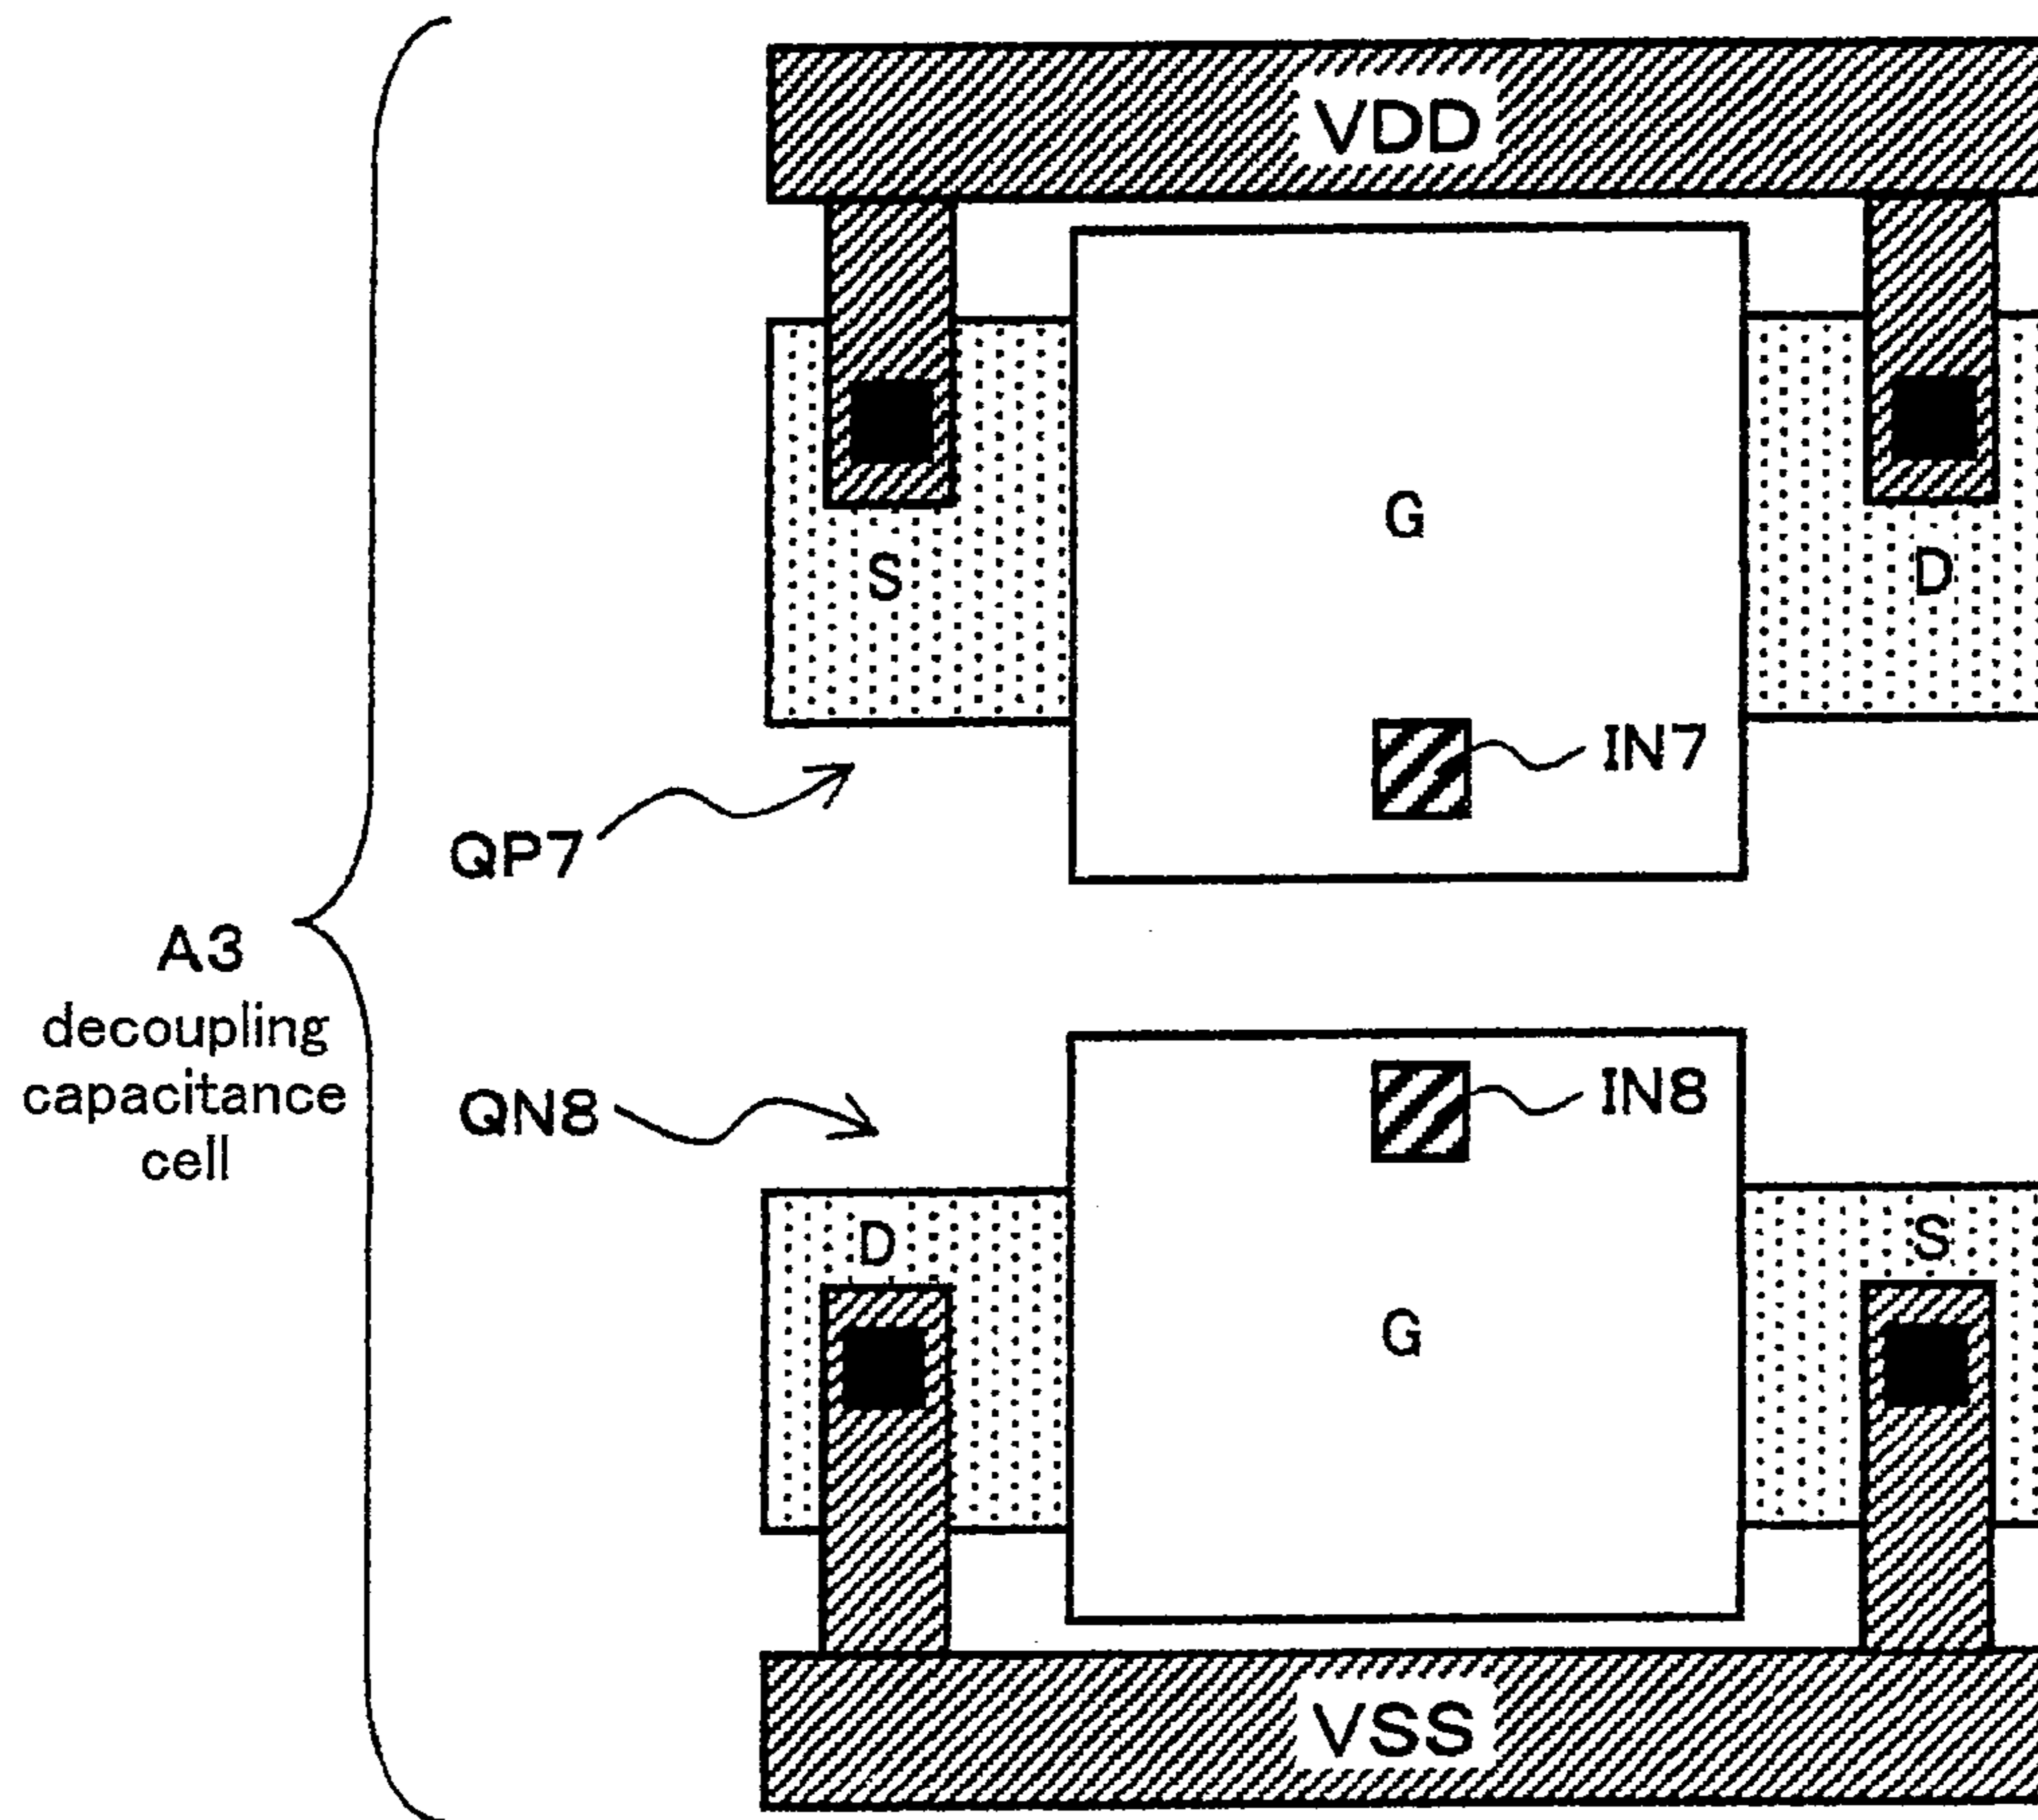 VDD
G
S
D
IN7
QP7
A3
decoupling
capacitance
cell
QN8
IN8
D
S
G
VSS